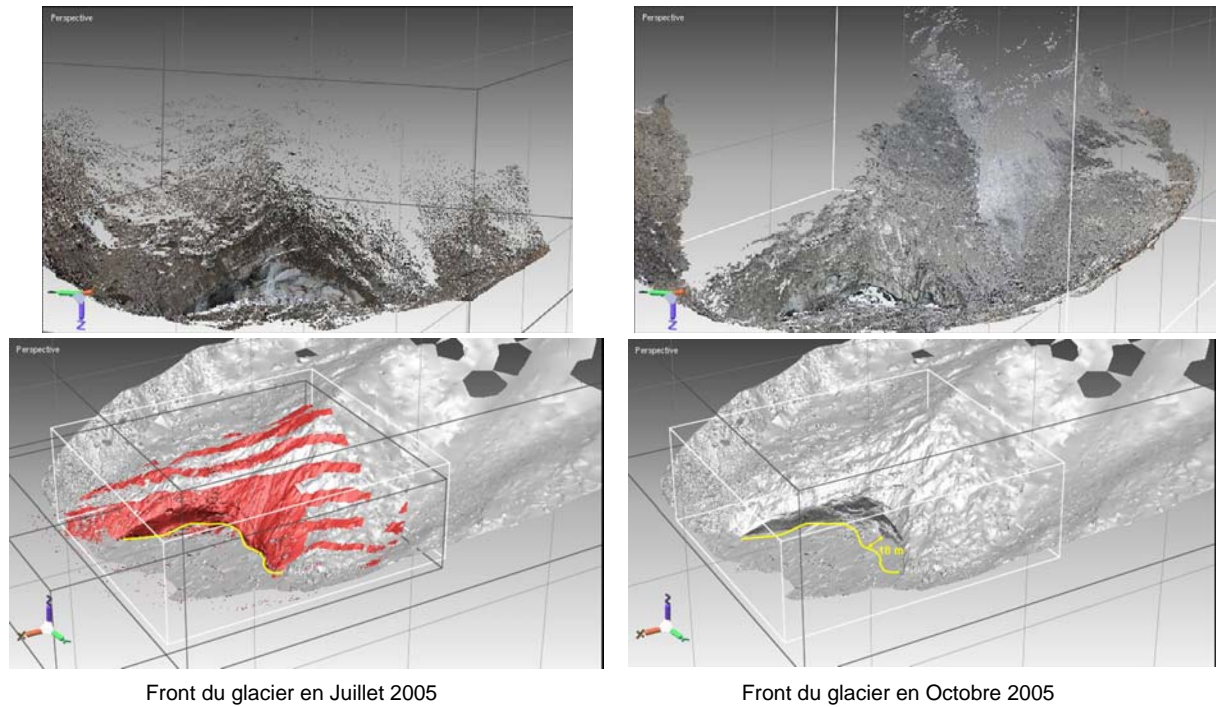 Perspective
Perspective
Z
Z
Perspective
Perspective
18 m
Z
X
Y
Z
X
Y
Front du glacier en Juillet 2005
Front du glacier en Octobre 2005